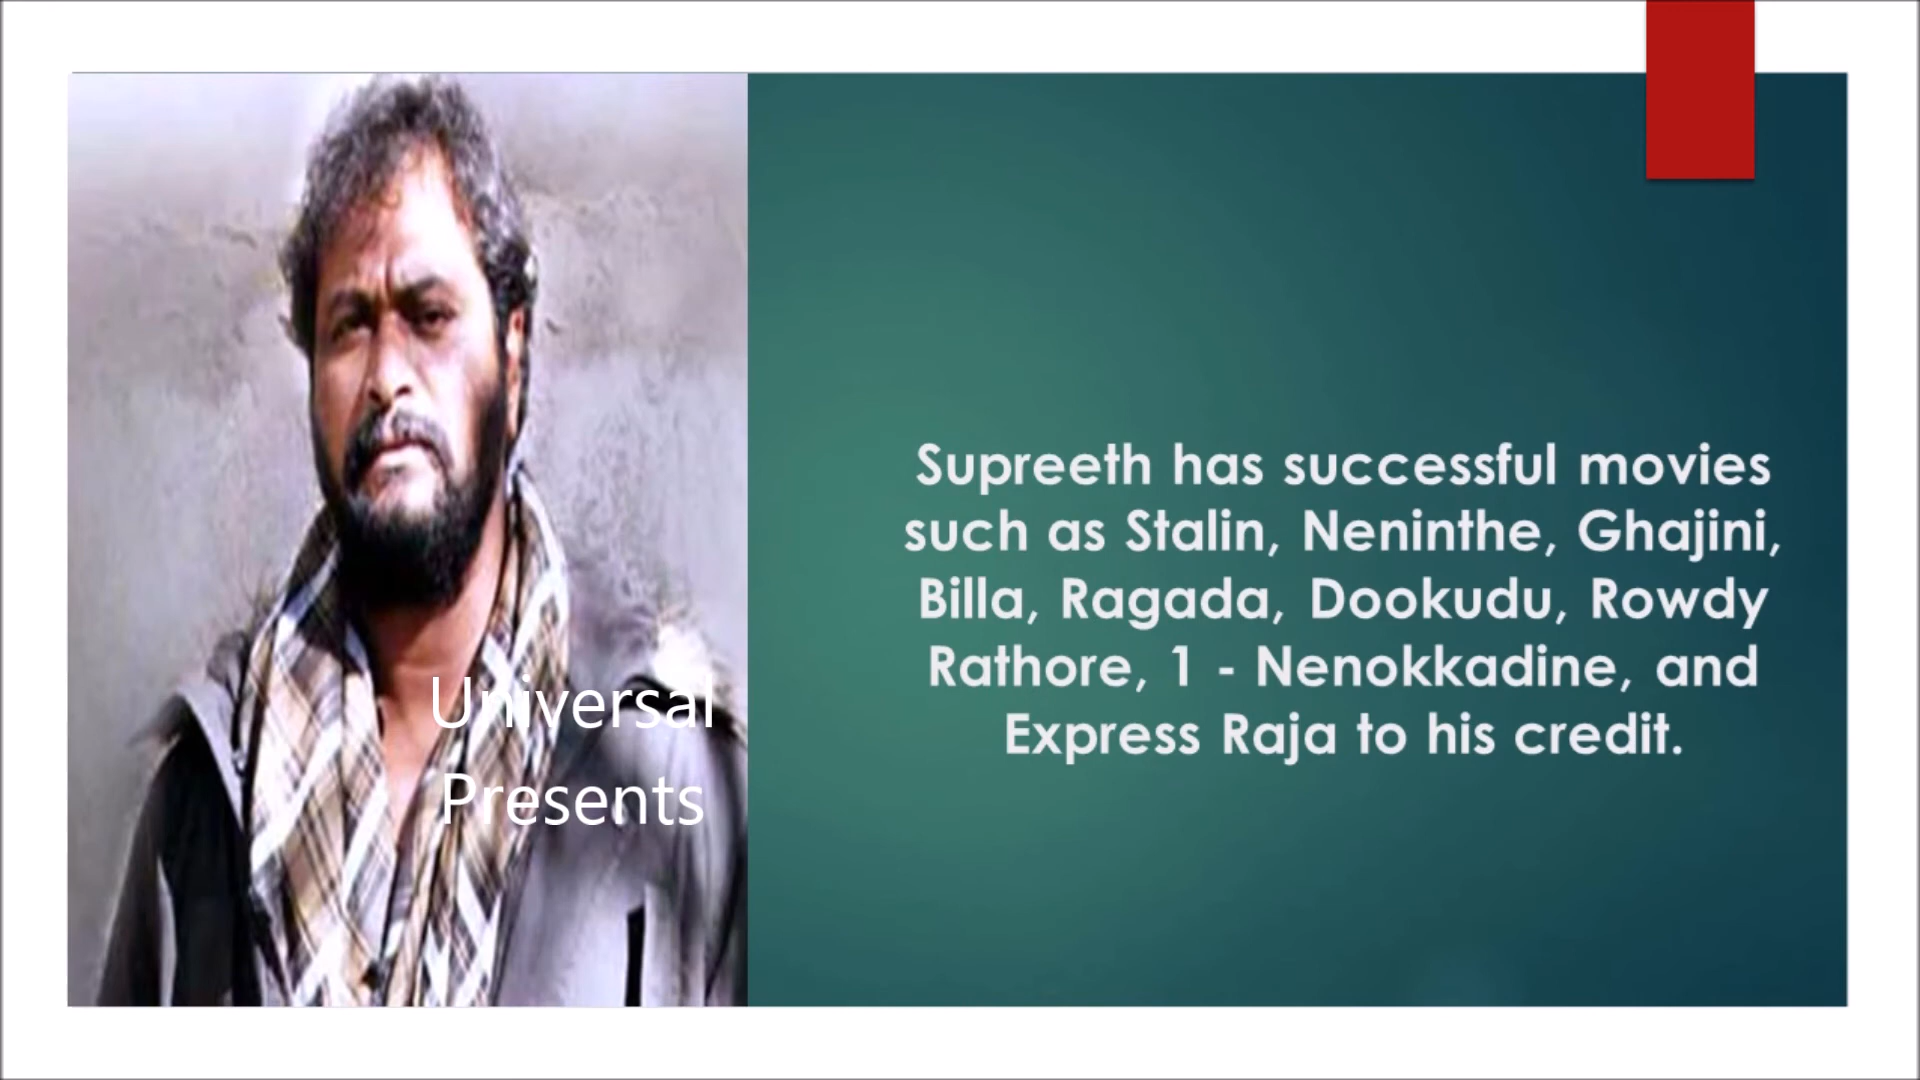 Universal
Presents
Supreeth has successful movies
such as Stalin, Neninthe, Ghajini,
Billa, Ragada, Dookudu, Rowdy
Rathore, 1 - Nenokkadine, and
Express Raja to his credit.